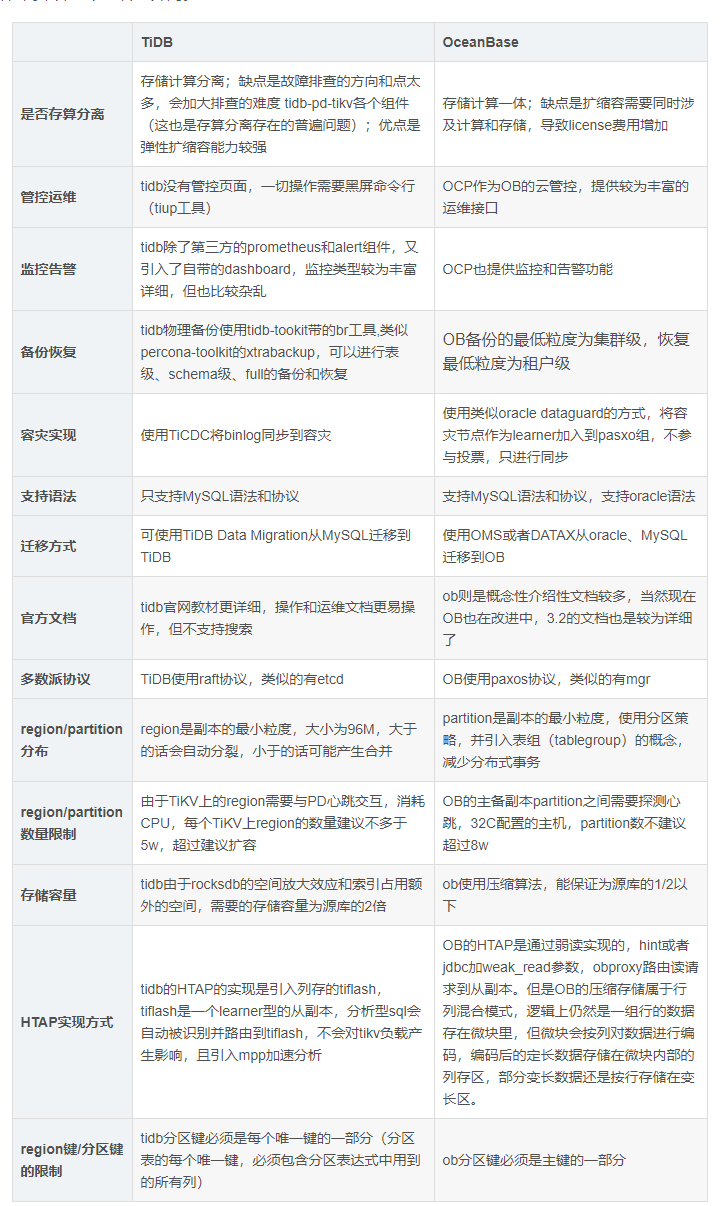 TiDB
OceanBase
是否存算分离
存储计算分离；缺点是故障排查的方向和点太
多，会加大排查的难度 tidb-pd-tikv各个组件
（这也是存算分离存在的普遍问题）；优点是
弹性扩缩容能力较强
存储计算一体；缺点是扩缩容需要同时涉
及计算和存储，导致license费用增加
管控运维
tidb没有管控页面，一切操作需要黑屏命令行
（tiup工具）
OCP作为OB的云管控，提供较为丰富的
运维接口
监控告警
tidb除了第三方的prometheus和alert组件，又
引入了自带的dashboard，监控类型较为丰富
详细，但也比较杂乱
OCP也提供监控和告警功能
备份恢复
tidb物理备份使用tidb-tookit带的br工具,类似
percona-toolkit的xtrabackup，可以进行表
级、schema级、full的备份和恢复
OB备份的最低粒度为集群级，恢复
最低粒度为租户级
容灾实现
使用TiCDC将binlog同步到容灾
使用类似oracle dataguard的方式，将容
灾节点作为learner加入到pasxo组，不参
与投票，只进行同步
支持语法
只支持MySQL语法和协议
支持MySQL语法和协议，支持oracle语法
迁移方式
可使用TiDB Data Migration从MySQL迁移到
TiDB
使用OMS或者DATAX从oracle、MySQL
迁移到OB
官方文档
tidb官网教材更详细，操作和运维文档更易操
作，但不支持搜索
ob则是概念性介绍性文档较多，当然现在
OB也在改进中，3.2的文档也是较为详细
了
多数派协议
TiDB使用raft协议，类似的有etcd
OB使用paxos协议，类似的有mgr
region/partition
分布
region是副本的最小粒度，大小为96M，大于
的话会自动分裂，小于的话可能产生合并
partition是副本的最小粒度，使用分区策
略，并引入表组（tablegroup）的概念，
减少分布式事务
region/partition
数量限制
由于TiKV上的region需要与PD心跳交互，消耗
CPU，每个TiKV上region的数量建议不多于
5w，超过建议扩容
OB的主备副本partition之间需要探测心
跳，32C配置的主机，partition数不建议
超过8w
存储容量
tidb由于rocksdb的空间放大效应和索引占用额
外的空间，需要的存储容量为源库的2倍
ob使用压缩算法，能保证为源库的1/2以
下
HTAP实现方式
tidb的HTAP的实现是引入列存的tiflash，
tiflash是一个learner型的从副本，分析型sql会
自动被识别并路由到tiflash，不会对tikv负载产
生影响，且引入mpp加速分析
OB的HTAP是通过弱读实现的，hint或者
jdbc加weak_read参数，obproxy路由读请
求到从副本。但是OB的压缩存储属于行
列混合模式，逻辑上仍然是一组行的数据
存在微块里，但微块会按列对数据进行编
码，编码后的定长数据存储在微块内部的
列存区，部分变长数据还是按行存储在变
长区。
region键/分区键
的限制
tidb分区键必须是每个唯一键的一部分（分区
表的每个唯一键，必须包含分区表达式中用到
的所有列）
ob分区键必须是主键的一部分